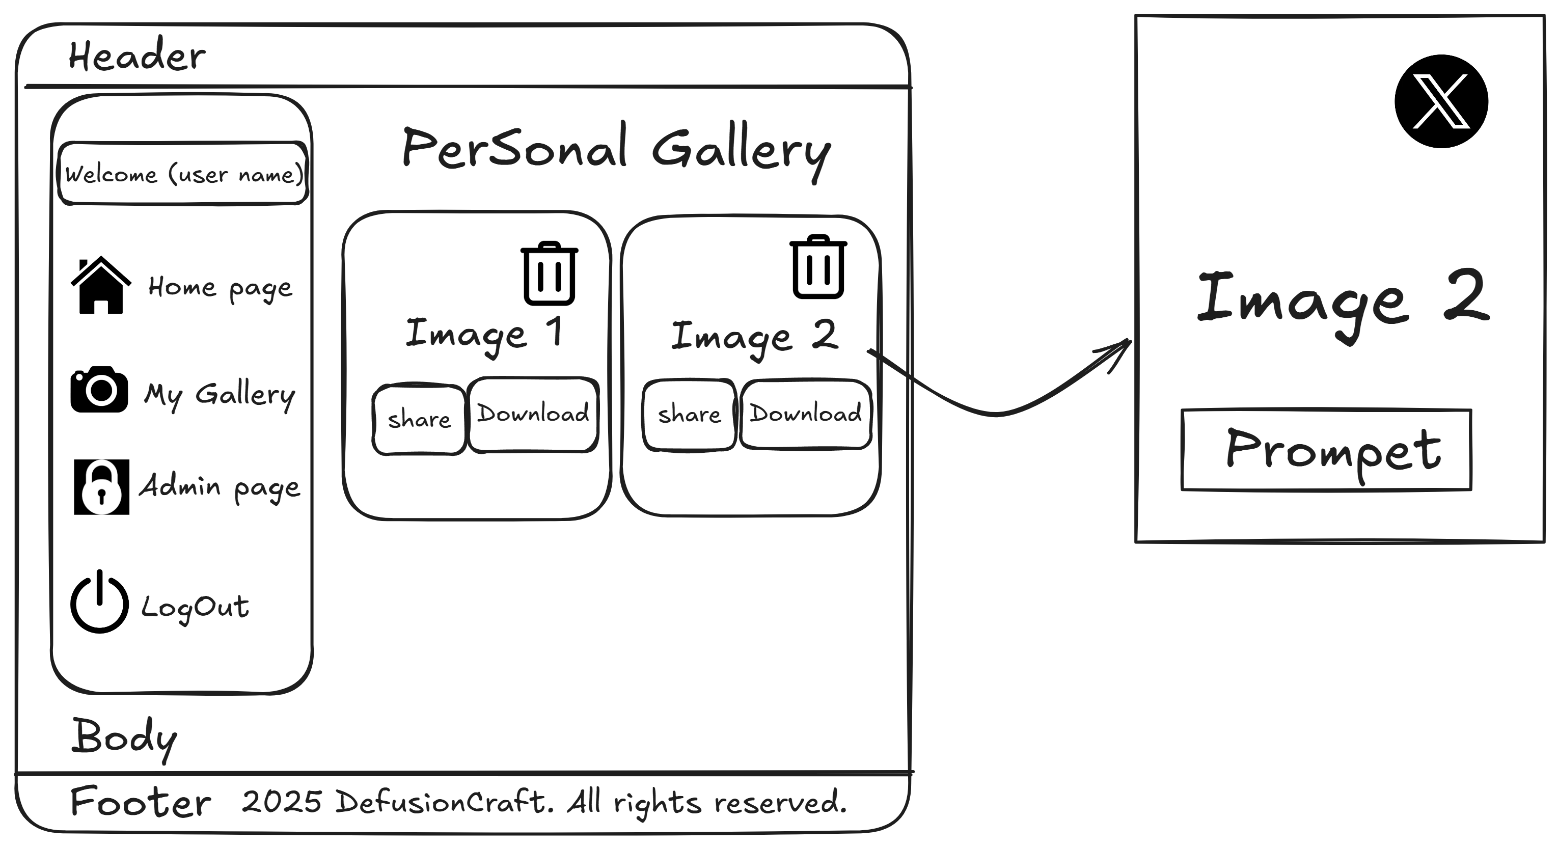 Header
PerSonal Gallery
Welcome (user name)
Home page
My Gallery
Admin page
LogOut
Image 1
share
Download
Image 2
share
Download
Body
Footer 2025 DefusionCraft. All rights reserved.
X
Image 2
Prompet